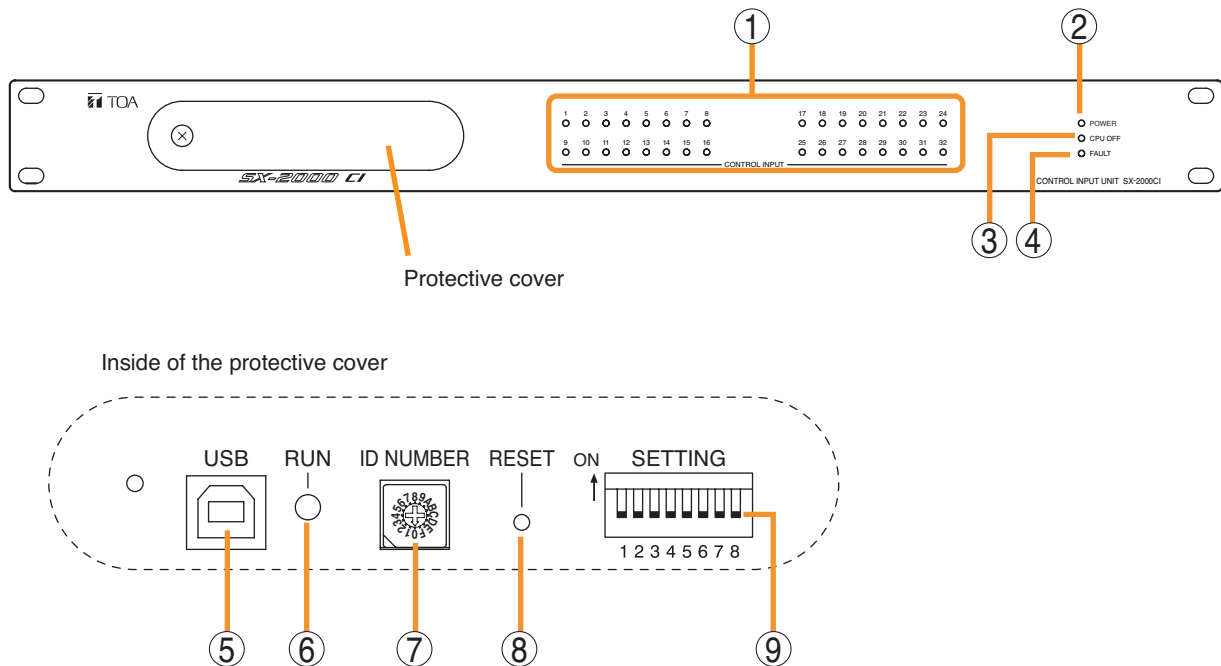 ① ②
TOA
1 2 3 4 5 6 7 8 17 18 19 20 21 22 23 24
POWER
CPU OFF
9 10 11 12 13 14 15 16 25 26 27 28 29 30 31 32
FAULT
CONTROL INPUT
SX-2000 CI
CONTROL INPUT UNIT SX-2000CI
③ ④
Protective cover
Inside of the protective cover
USB RUN ID NUMBER RESET ON SETTING
0123456789ABCDEF
1 2 3 4 5 6 7 8
⑤ ⑥ ⑦ ⑧ ⑨